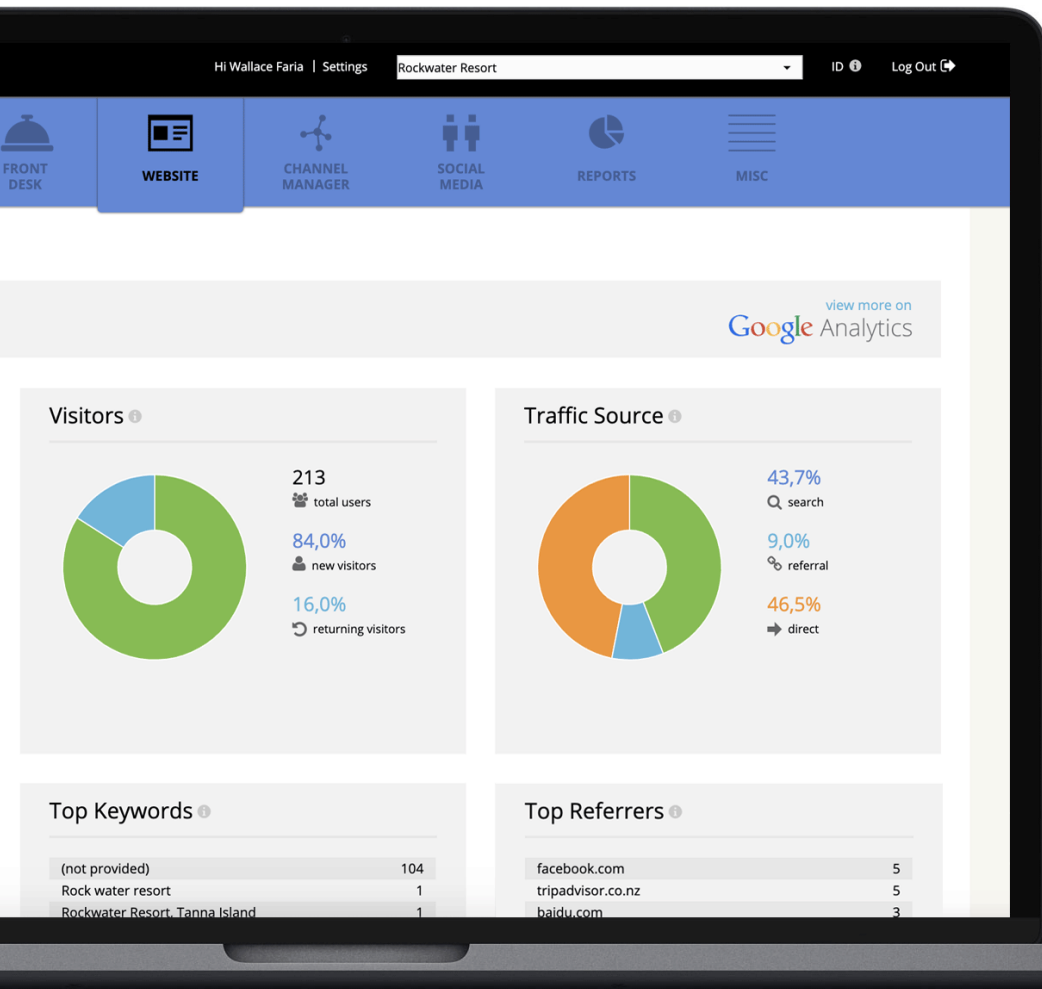 Hi Wallace Faria | Settings
Rockwater Resort
ID
Log Out
FRONT
DESK
WEBSITE
CHANNEL
MANAGER
SOCIAL
MEDIA
REPORTS
MISC
view more on
Google Analytics
Visitors
213
total users
84,0%
new visitors
16,0%
returning visitors
Traffic Source
43,7%
search
9,0%
referral
46,5%
direct
Top Keywords
(not provided) 104
Rock water resort 1
Rockwater Resort, Tanna Island 1
Top Referrers
facebook.com 5
tripadvisor.co.nz 5
baidu.com 3